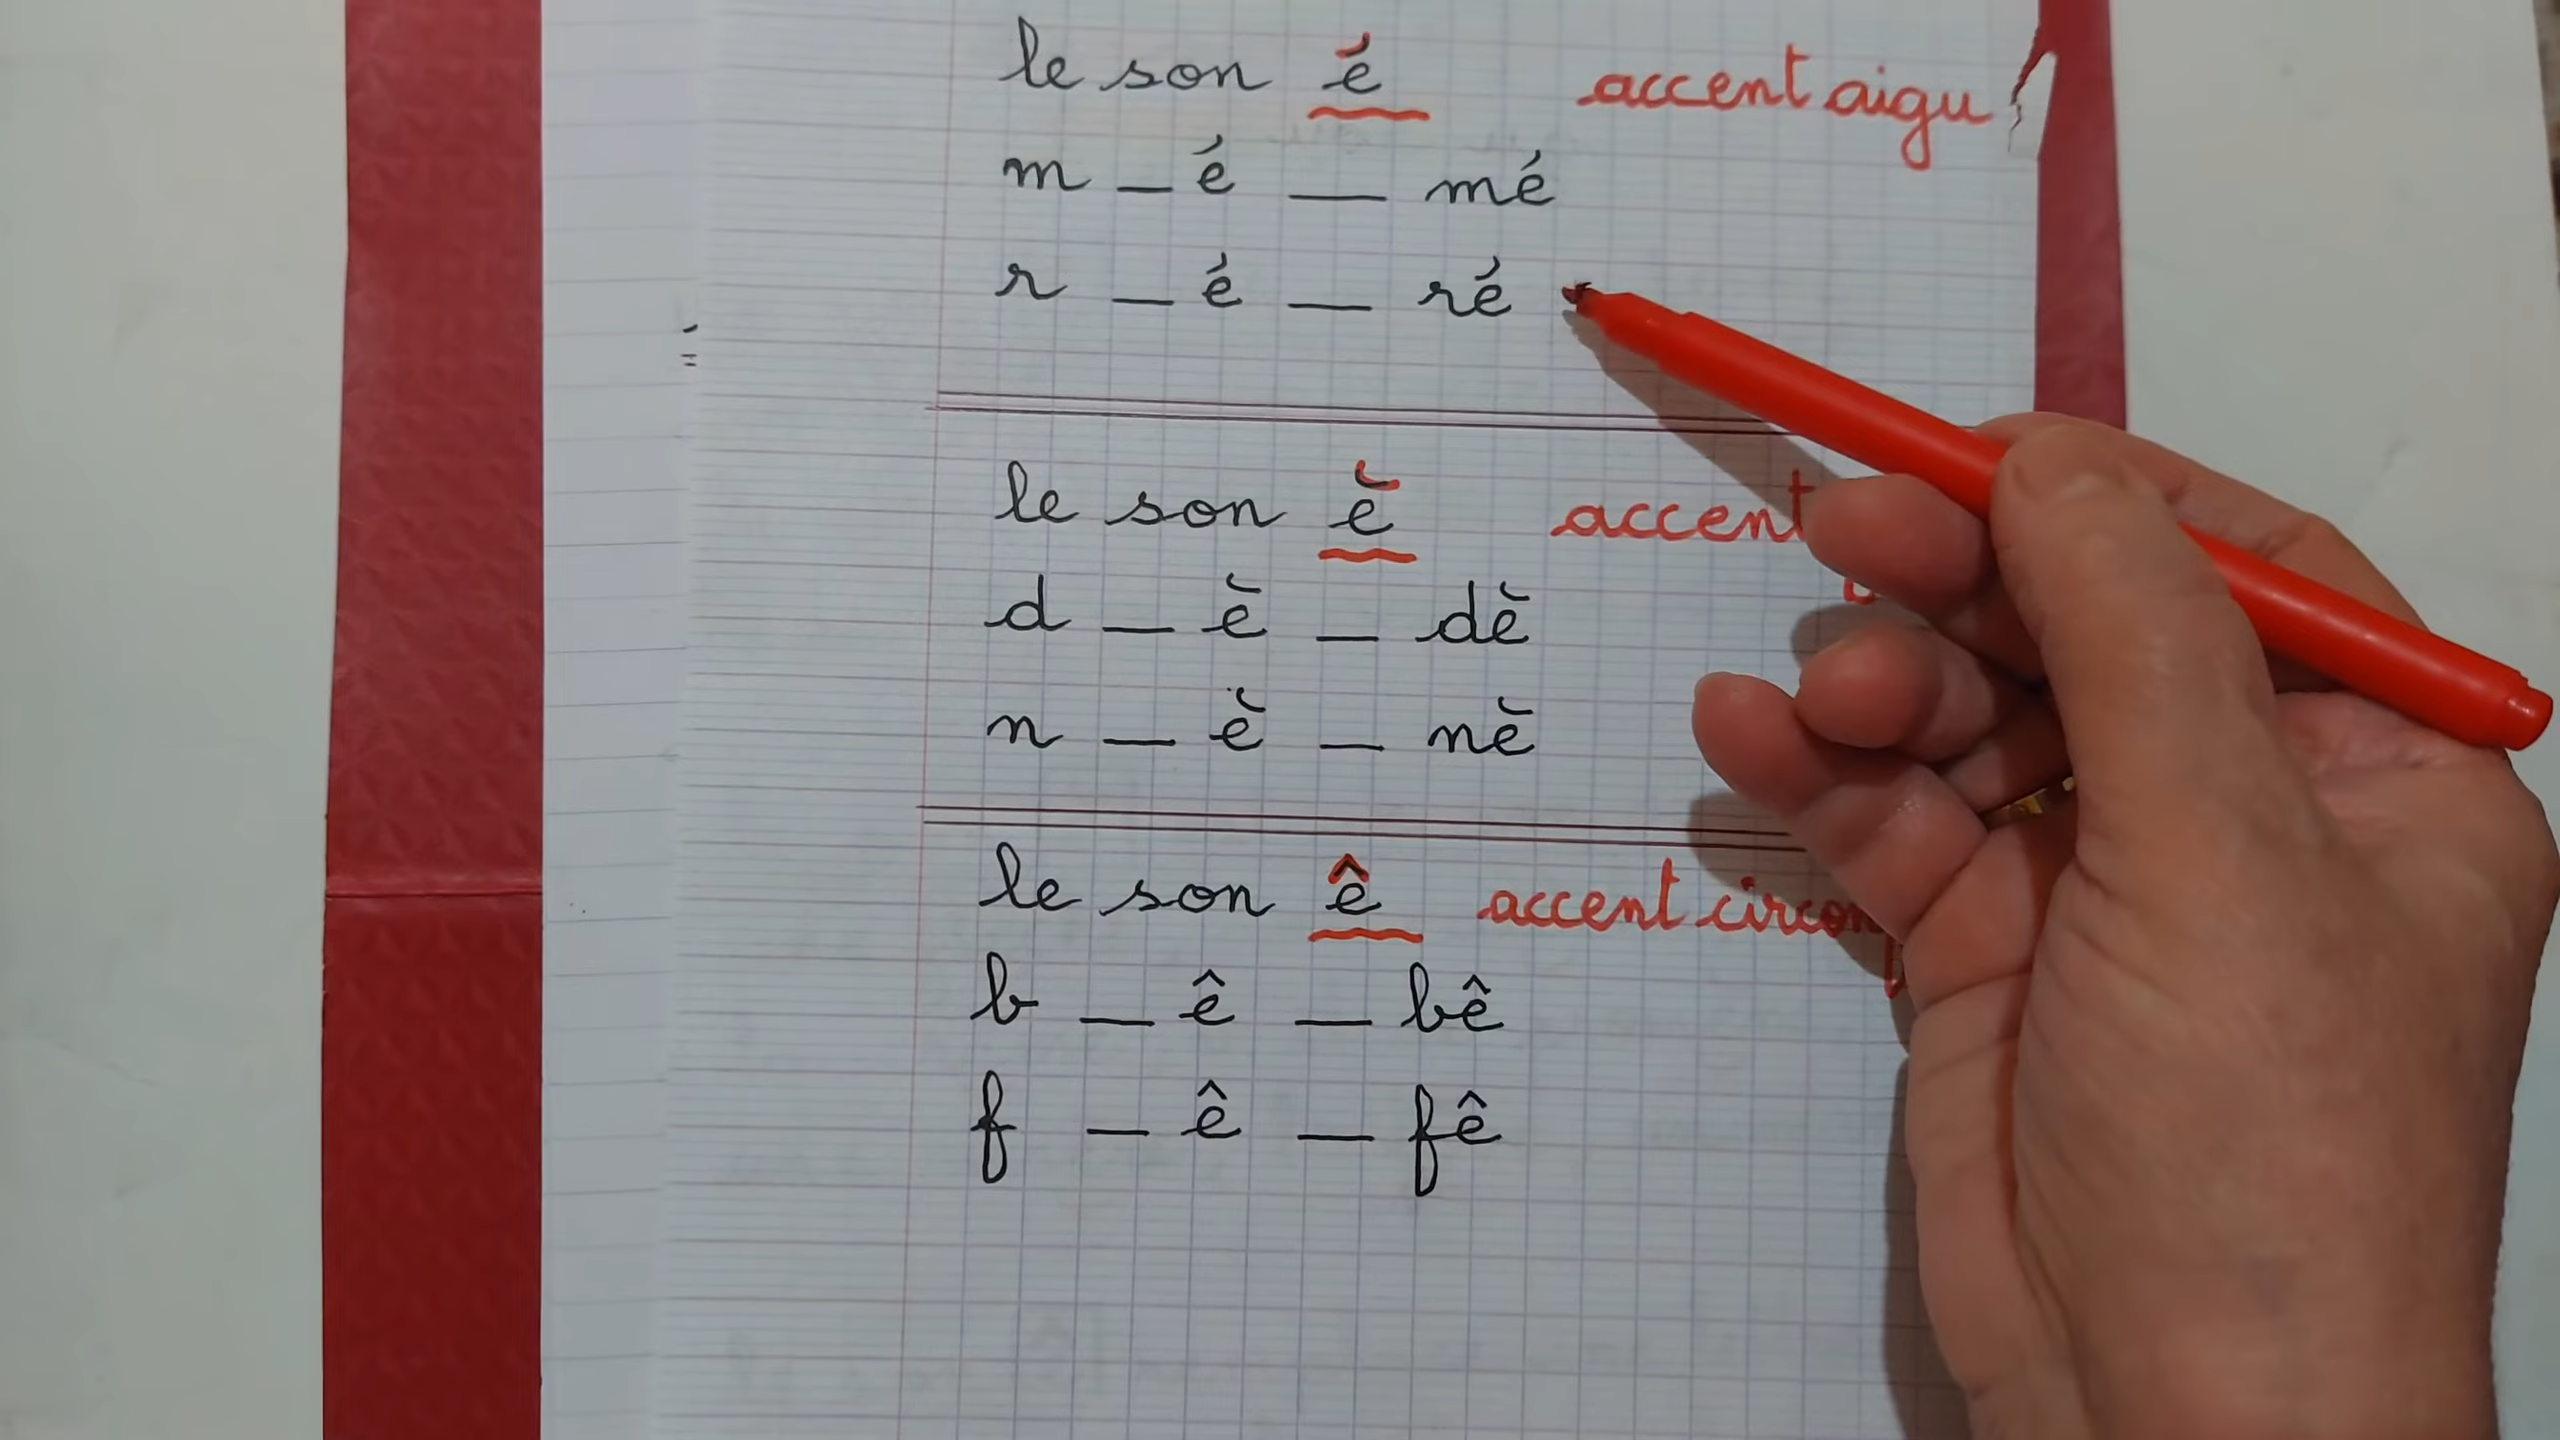 le son é accent aigu
m _ é _ mé
r _ é _ ré
le son è accent
d _ è _ dè
n _ è _ nè
le son ê accent
b _ ê _ bê
f _ ê _ fê